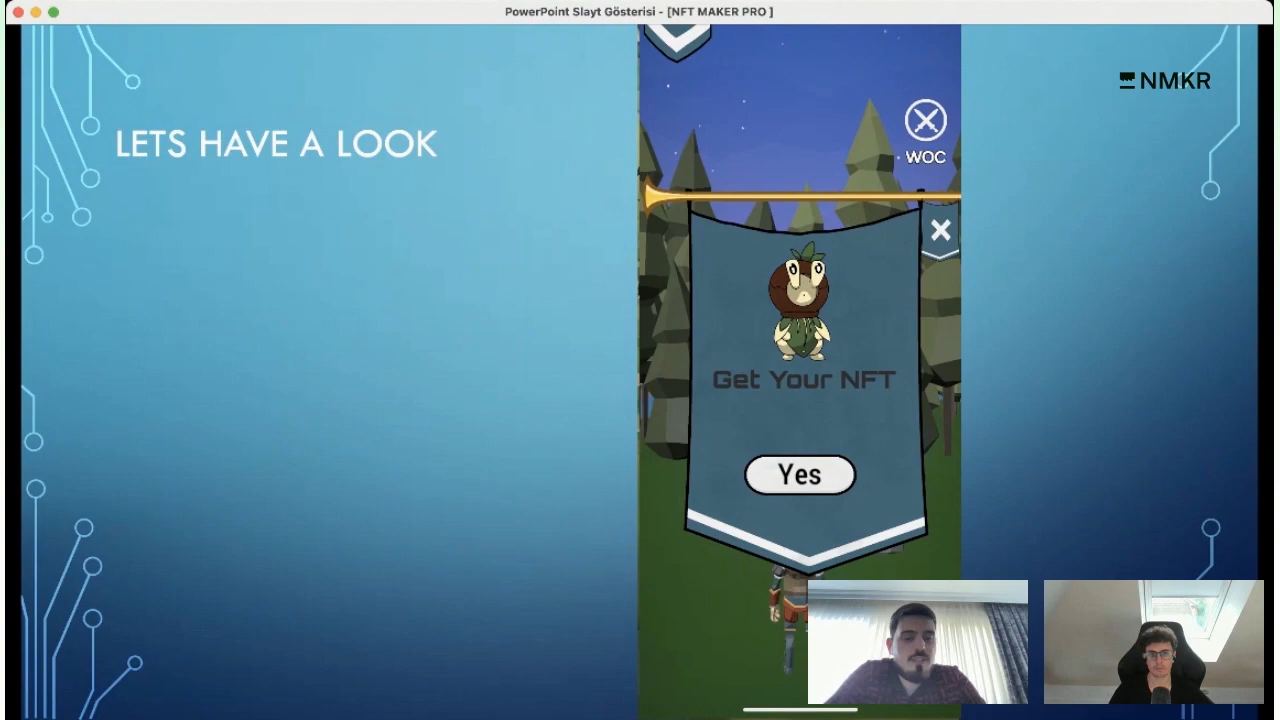 PowerPoint Slayt Gösterisi - [NFT MAKER PRO ]
NMKR
LETS HAVE A LOOK
WOC
Get Your NFT
Yes